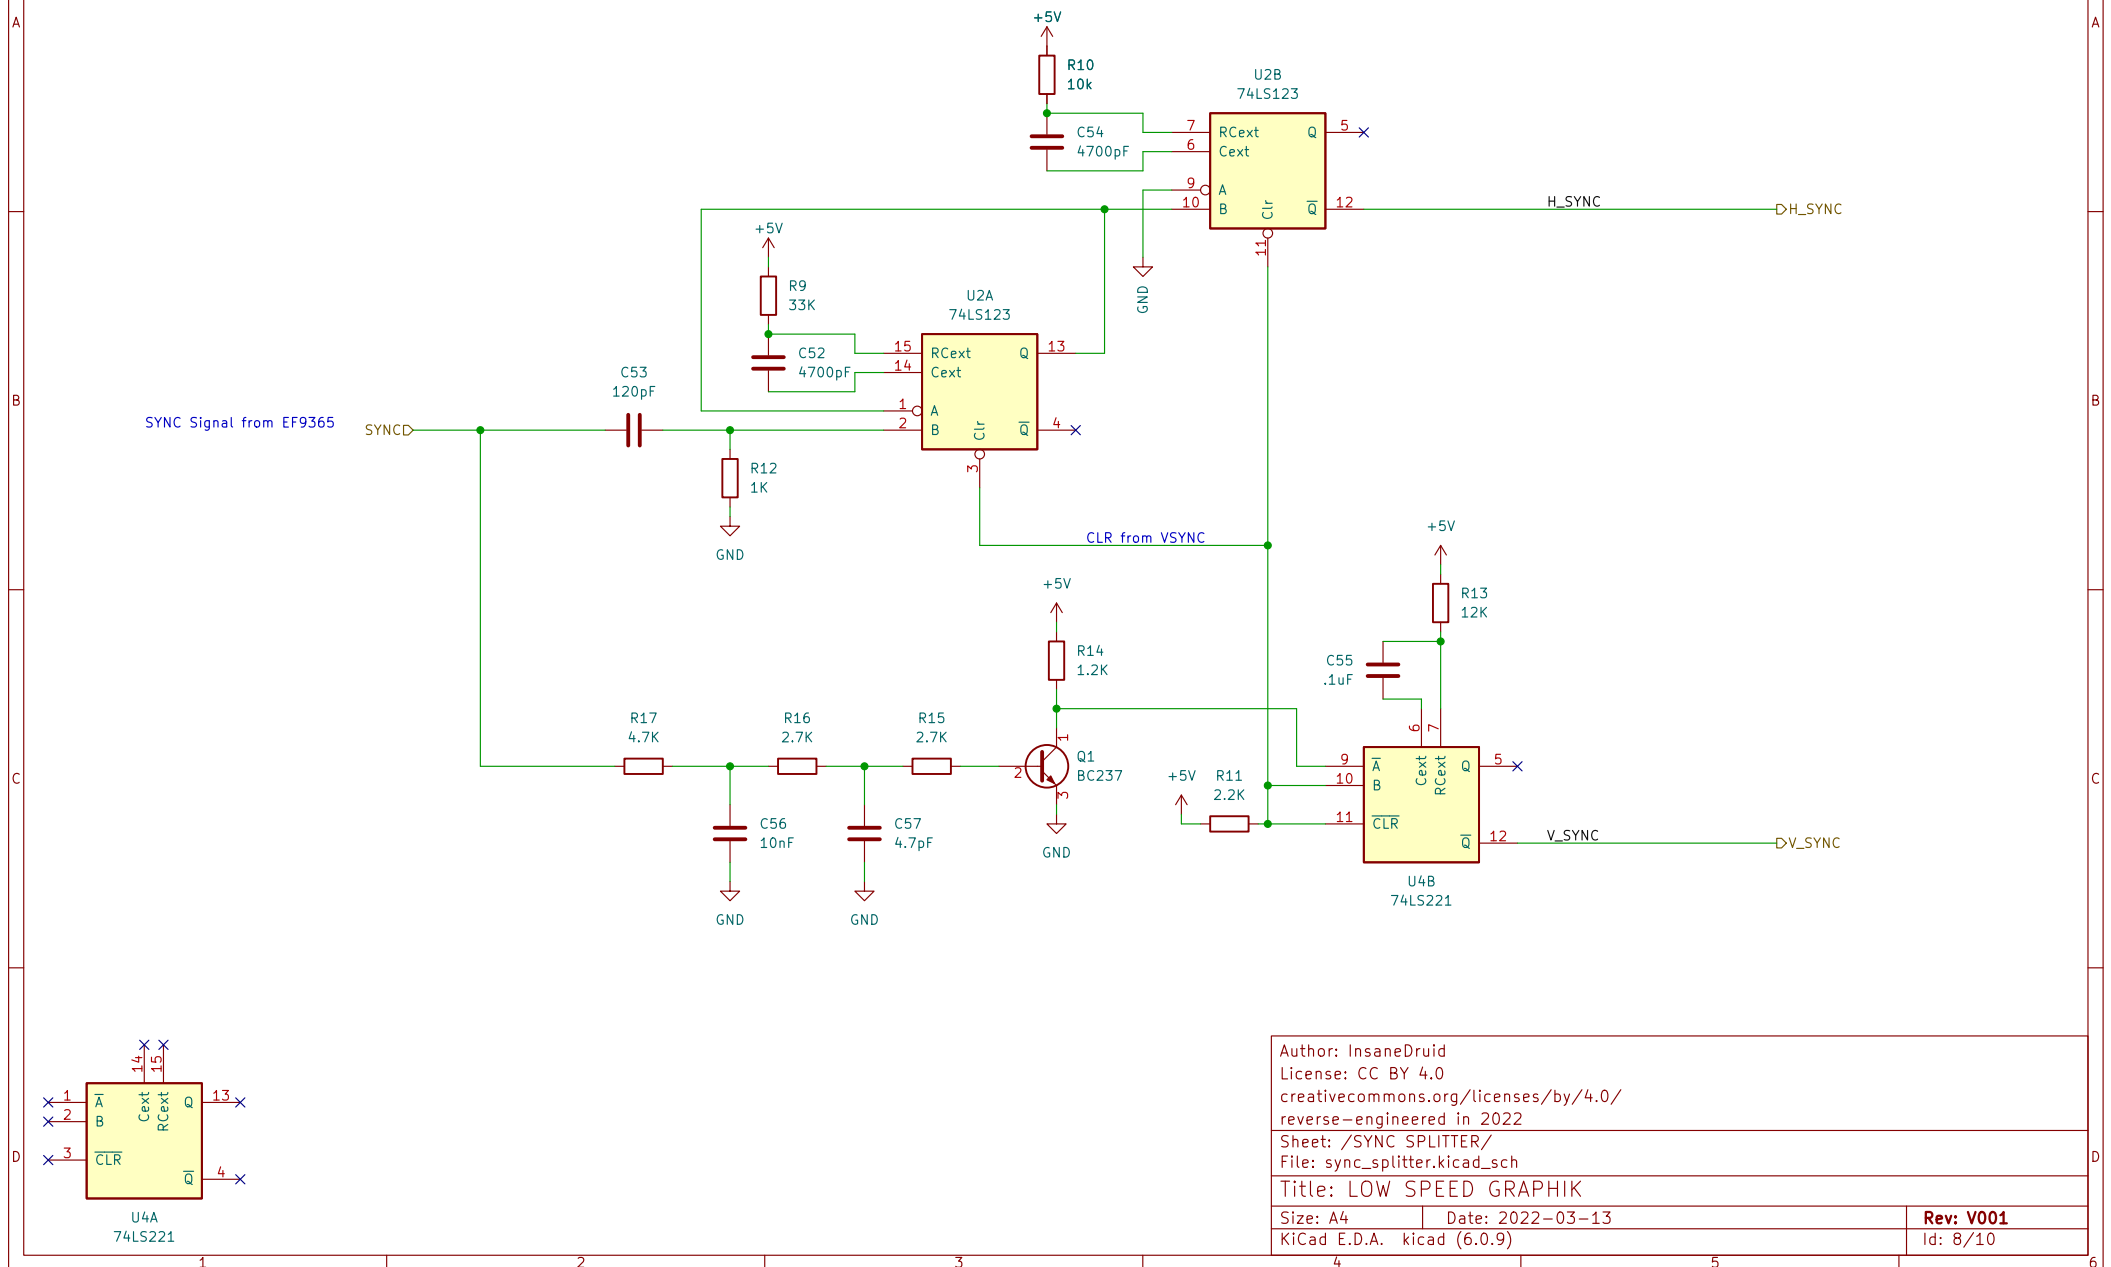 A
A
+5V
R10
10k
C54
4700pF
U2B
74LS123
7
RCext
Q
5
6
Cext
9
A
10
B
Clr
Q
12
11
H_SYNC
H_SYNC
GND
+5V
R9
33K
C52
4700pF
U2A
74LS123
15
RCext
Q
13
14
Cext
1
A
2
B
Clr
Q
4
3
C53
120pF
B
B
SYNC Signal from EF9365
SYNC
R12
1K
GND
CLR from VSYNC
+5V
R13
12K
+5V
R14
1.2K
C55
.1uF
R17
4.7K
R16
2.7K
R15
2.7K
1
2
3
Q1
BC237
GND
C
C
+5V
R11
2.2K
6
7
9
A
Cext
RCext
Q
5
10
B
11
CLR
Q
12
V_SYNC
V_SYNC
U4B
74LS221
C56
10nF
C57
4.7pF
GND
GND
14
15
1
A
Cext
RCext
Q
13
2
B
3
CLR
Q
4
U4A
74LS221
D
D
Author: InsaneDruid
License: CC BY 4.0
creativecommons.org/licenses/by/4.0/
reverse-engineered in 2022
Sheet: /SYNC SPLITTER/
File: sync_splitter.kicad_sch
Title: LOW SPEED GRAPHIK
Size: A4
Date: 2022-03-13
Rev: V001
KiCad E.D.A.  kicad (6.0.9)
Id: 8/10
1
2
3
4
5
6